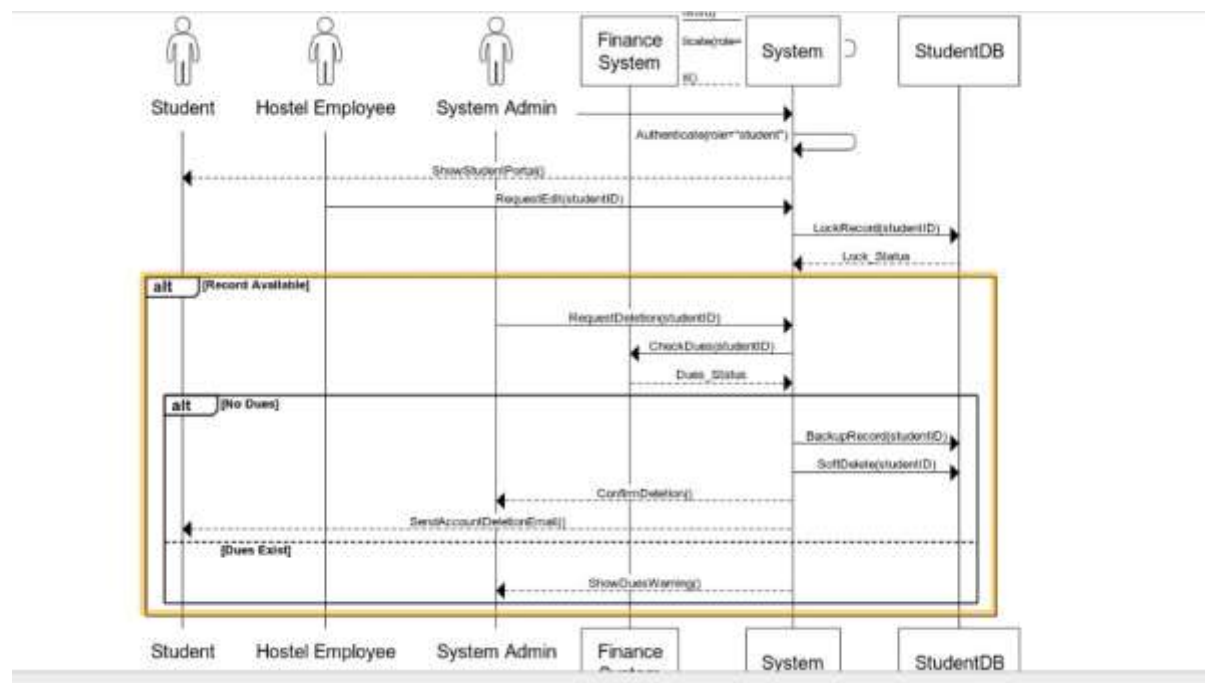 Finance
System
System
StudentDB
Student
Hostel Employee
System Admin
Authenticate(role="student")
ShowStudentPortal()
RequestEdit(studentID)
LockRecord(studentID)
Lock_Status
alt [Record Available]
RequestDeletion(studentID)
CheckDues(studentID)
Dues_Status
alt [No Dues]
BackupRecord(studentID)
SoftDelete(studentID)
ConfirmDeletion()
SendAccountDeletionEmail()
[Dues Exist]
ShowDuesWarning()
Student
Hostel Employee
System Admin
Finance
System
StudentDB